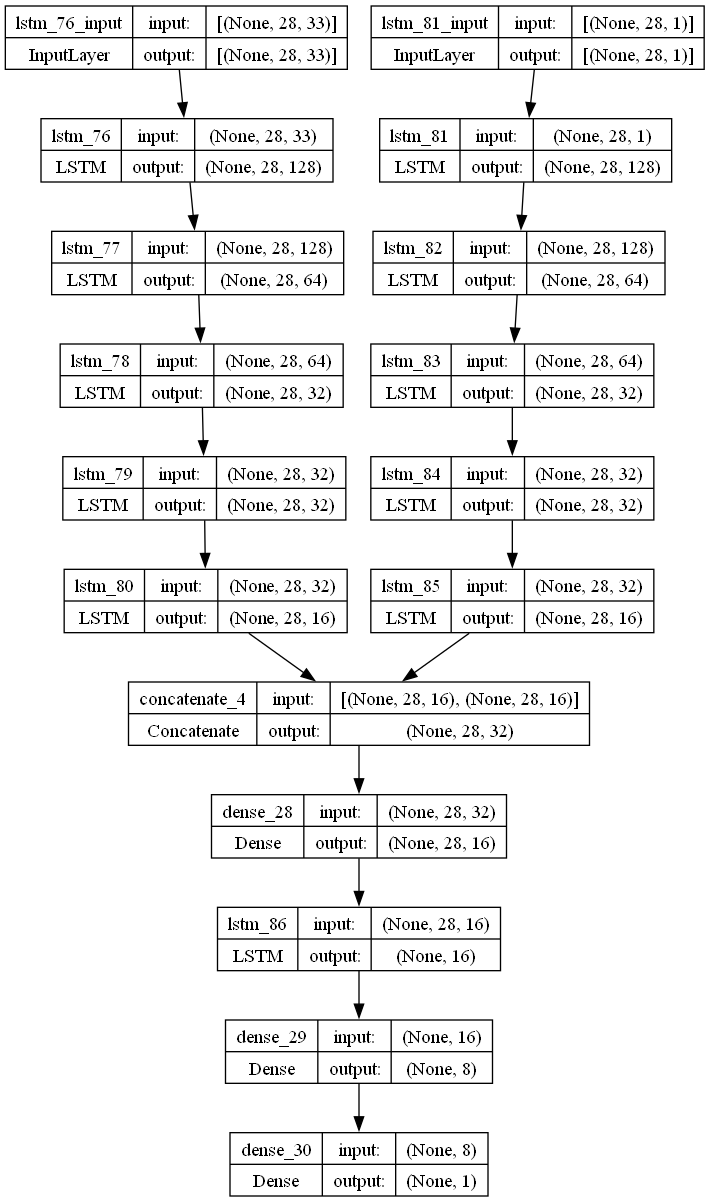 lstm_76_input input: [(None, 28, 33)]
InputLayer output: [(None, 28, 33)]
lstm_81_input input: [(None, 28, 1)]
InputLayer output: [(None, 28, 1)]
lstm_76 input: (None, 28, 33)
LSTM output: (None, 28, 128)
lstm_81 input: (None, 28, 1)
LSTM output: (None, 28, 128)
lstm_77 input: (None, 28, 128)
LSTM output: (None, 28, 64)
lstm_82 input: (None, 28, 128)
LSTM output: (None, 28, 64)
lstm_78 input: (None, 28, 64)
LSTM output: (None, 28, 32)
lstm_83 input: (None, 28, 64)
LSTM output: (None, 28, 32)
lstm_79 input: (None, 28, 32)
LSTM output: (None, 28, 32)
lstm_84 input: (None, 28, 32)
LSTM output: (None, 28, 32)
lstm_80 input: (None, 28, 32)
LSTM output: (None, 28, 16)
lstm_85 input: (None, 28, 32)
LSTM output: (None, 28, 16)
concatenate_4 input: [(None, 28, 16), (None, 28, 16)]
Concatenate output: (None, 28, 32)
dense_28 input: (None, 28, 32)
Dense output: (None, 28, 16)
lstm_86 input: (None, 28, 16)
LSTM output: (None, 16)
dense_29 input: (None, 16)
Dense output: (None, 8)
dense_30 input: (None, 8)
Dense output: (None, 1)